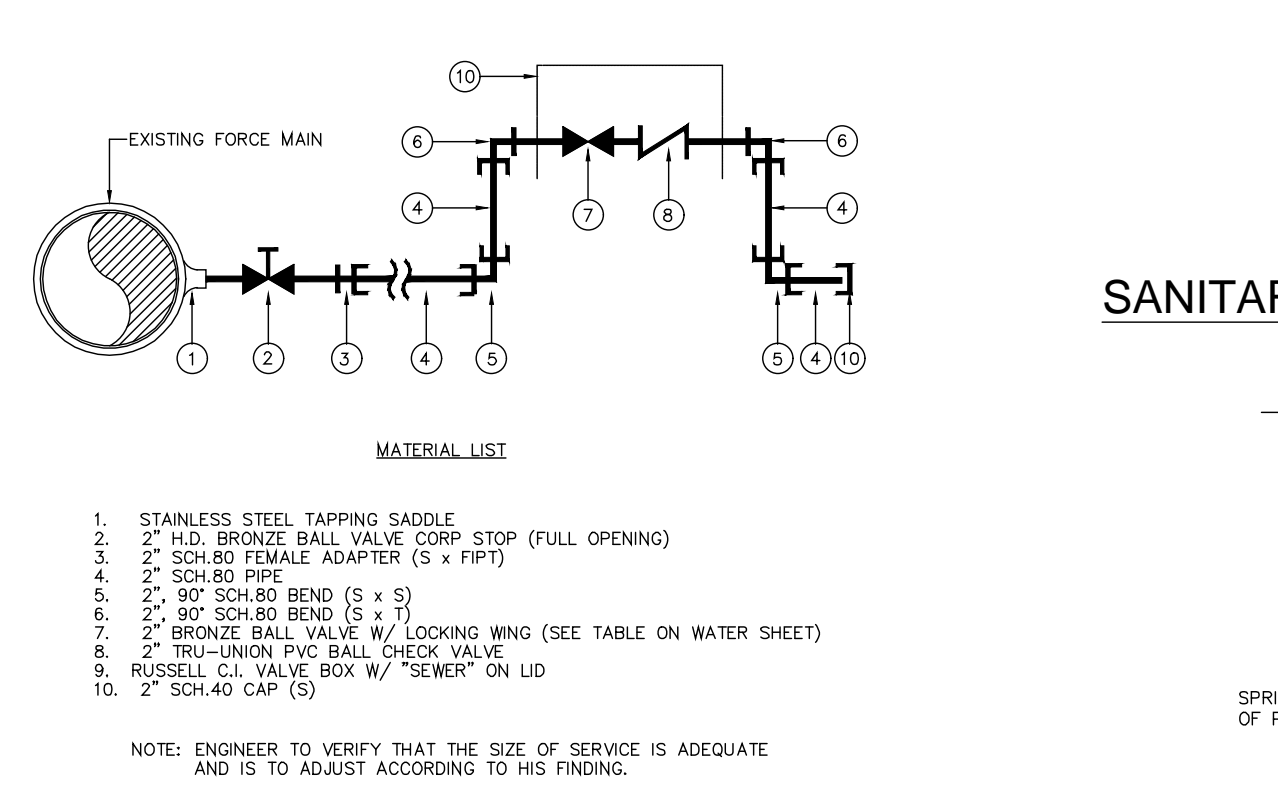 10
EXISTING FORCE MAIN
6
6
4
7
8
4
1
2
3
4
5
5
4
10
SANITAR
MATERIAL LIST
1. STAINLESS STEEL TAPPING SADDLE
2. 2" H.D. BRONZE BALL VALVE CORP STOP (FULL OPENING)
3. 2" SCH.80 FEMALE ADAPTER (S x FIPT)
4. 2" SCH.80 PIPE
5. 2", 90° SCH.80 BEND (S x S)
6. 2", 90° SCH.80 BEND (S x T)
7. 2" BRONZE BALL VALVE W/ LOCKING WING (SEE TABLE ON WATER SHEET)
8. 2" TRU-UNION PVC BALL CHECK VALVE
9. RUSSELL C.I. VALVE BOX W/ "SEWER" ON LID
10. 2" SCH.40 CAP (S)
NOTE: ENGINEER TO VERIFY THAT THE SIZE OF SERVICE IS ADEQUATE
AND IS TO ADJUST ACCORDING TO HIS FINDING.
SPRI
OF